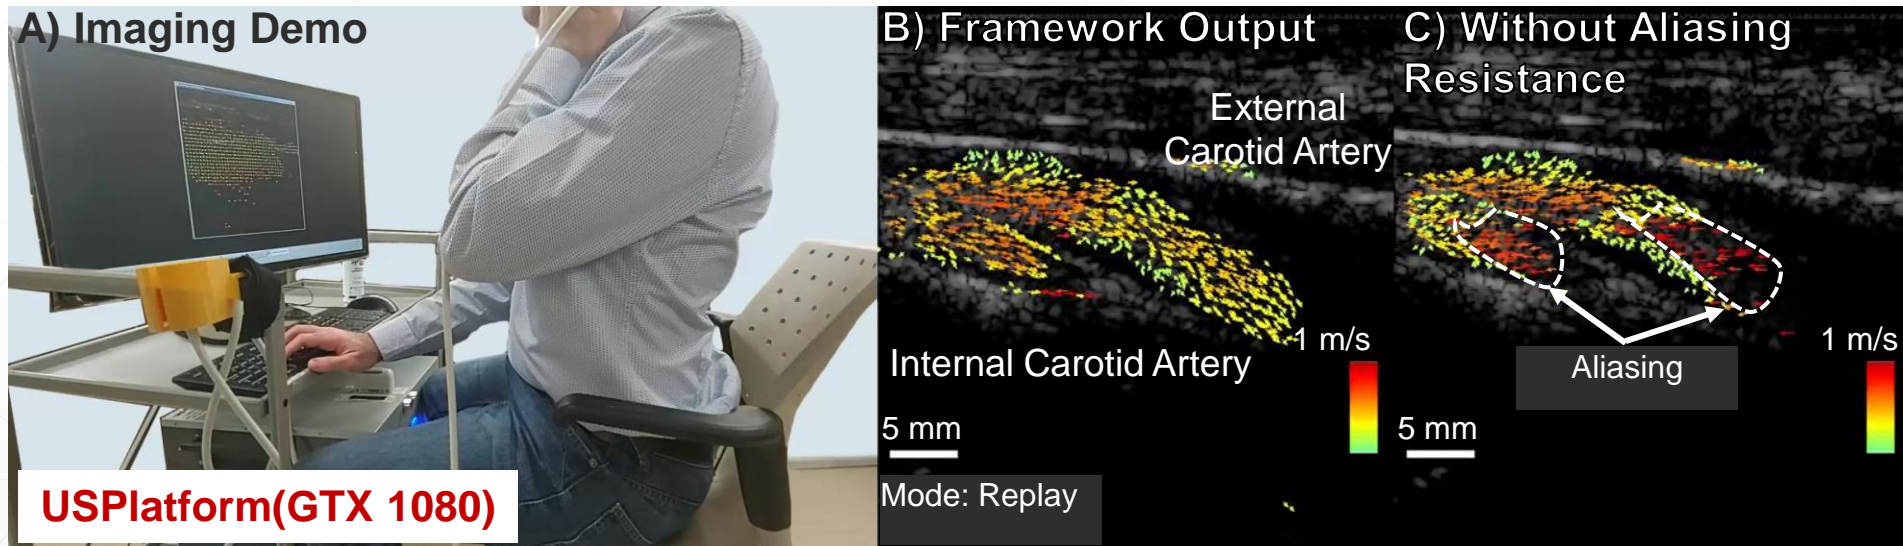 A) Imaging Demo
USPlatform(GTX 1080)
B) Framework Output
External
Carotid Artery
Internal Carotid Artery
1 m/s
5 mm
Mode: Replay
C) Without Aliasing
Resistance
1 m/s
Aliasing
5 mm